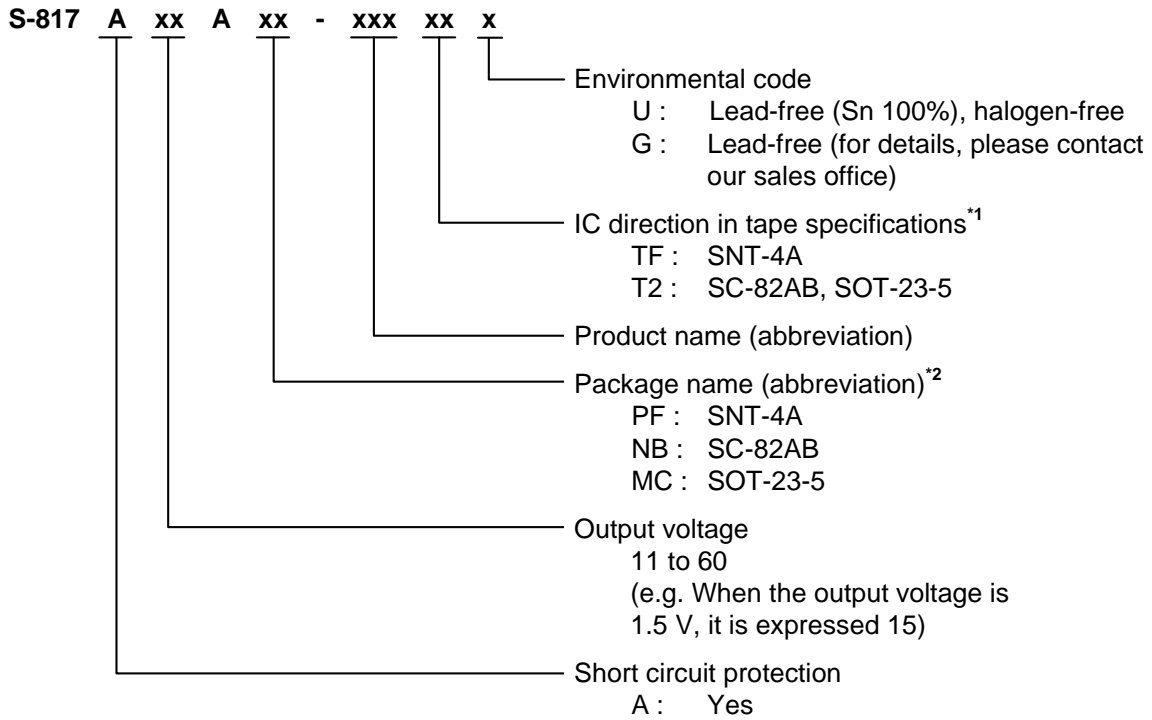 S-817 A xx A xx - xxx xx x
Environmental code
U : Lead-free (Sn 100%), halogen-free
G : Lead-free (for details, please contact
our sales office)
IC direction in tape specifications*1
TF : SNT-4A
T2 : SC-82AB, SOT-23-5
Product name (abbreviation)
Package name (abbreviation)*2
PF : SNT-4A
NB : SC-82AB
MC : SOT-23-5
Output voltage
11 to 60
(e.g. When the output voltage is
1.5 V, it is expressed 15)
Short circuit protection
A : Yes